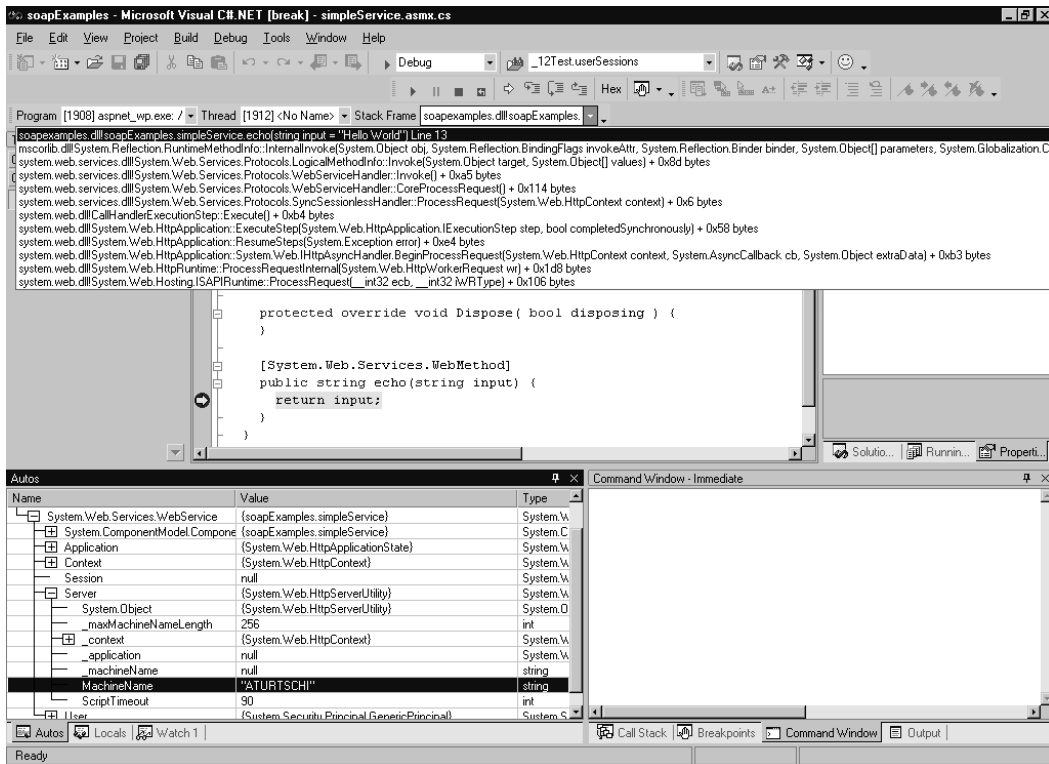 soapExamples - Microsoft Visual C#.NET [break] - simpleService.asmx.cs
File Edit View Project Build Debug Tools Window Help
Debug _12Test.userSessions
Hex
Program [1908] aspnet_wp.exe: / Thread [1912] <No Name> Stack Frame soapexamples.dll!soapExamples.
soapexamples.dll!soapExamples.simpleService.echo(string input = "Hello World") Line 13
mscorlib.dll!System.Reflection.RuntimeMethodInfo::InternalInvoke(System.Object obj, System.Reflection.BindingFlags invokeAttr, System.Reflection.Binder binder, System.Object[] parameters, System.Globalization.C
system.web.services.dll!System.Web.Services.Protocols.LogicalMethodInfo::Invoke(System.Object target, System.Object[] values) + 0x8d bytes
system.web.services.dll!System.Web.Services.Protocols.WebServiceHandler::Invoke() + 0xa5 bytes
system.web.services.dll!System.Web.Services.Protocols.WebServiceHandler::CoreProcessRequest() + 0x114 bytes
system.web.services.dll!System.Web.Services.Protocols.SyncSessionlessHandler::ProcessRequest(System.Web.HttpContext context) + 0x6 bytes
system.web.dll!CallHandlerExecutionStep::Execute() + 0xb4 bytes
system.web.dll!System.Web.HttpApplication::ExecuteStep(System.Web.HttpApplication.IExecutionStep step, bool completedSynchronously) + 0x58 bytes
system.web.dll!System.Web.HttpApplication::ResumeSteps(System.Exception error) + 0xe4 bytes
system.web.dll!System.Web.HttpApplication::System.Web.IHttpAsyncHandler.BeginProcessRequest(System.Web.HttpContext context, System.AsyncCallback cb, System.Object extraData) + 0xb3 bytes
system.web.dll!System.Web.HttpRuntime::ProcessRequestInternal(System.Web.HttpWorkerRequest wr) + 0x1d8 bytes
system.web.dll!System.Web.Hosting.ISAPIRuntime::ProcessRequest(__int32 ecb, __int32 iWRType) + 0x106 bytes
protected override void Dispose( bool disposing ) {
}
[System.Web.Services.WebMethod]
public string echo(string input) {
return input;
}
}
Solutio... Runnin... Properti...
Autos
Name Value Type
System.Web.Services.WebService {soapExamples.simpleService} System.W
System.ComponentModel.Compone {soapExamples.simpleService} System.C
Application {System.Web.HttpApplicationState} System.W
Context {System.Web.HttpContext} System.W
Session null System.W
Server {System.Web.HttpServerUtility} System.W
System.Object {System.Web.HttpServerUtility} System.O
_maxMachineNameLength 256 int
_context {System.Web.HttpContext} System.W
_application null System.W
_machineName null string
MachineName "ATURTSCHI" string
ScriptTimeout 90 int
User {System.Security.Principal.GenericPrincipal} System.S
Command Window - Immediate
Autos Locals Watch 1
Call Stack Breakpoints Command Window Output
Ready